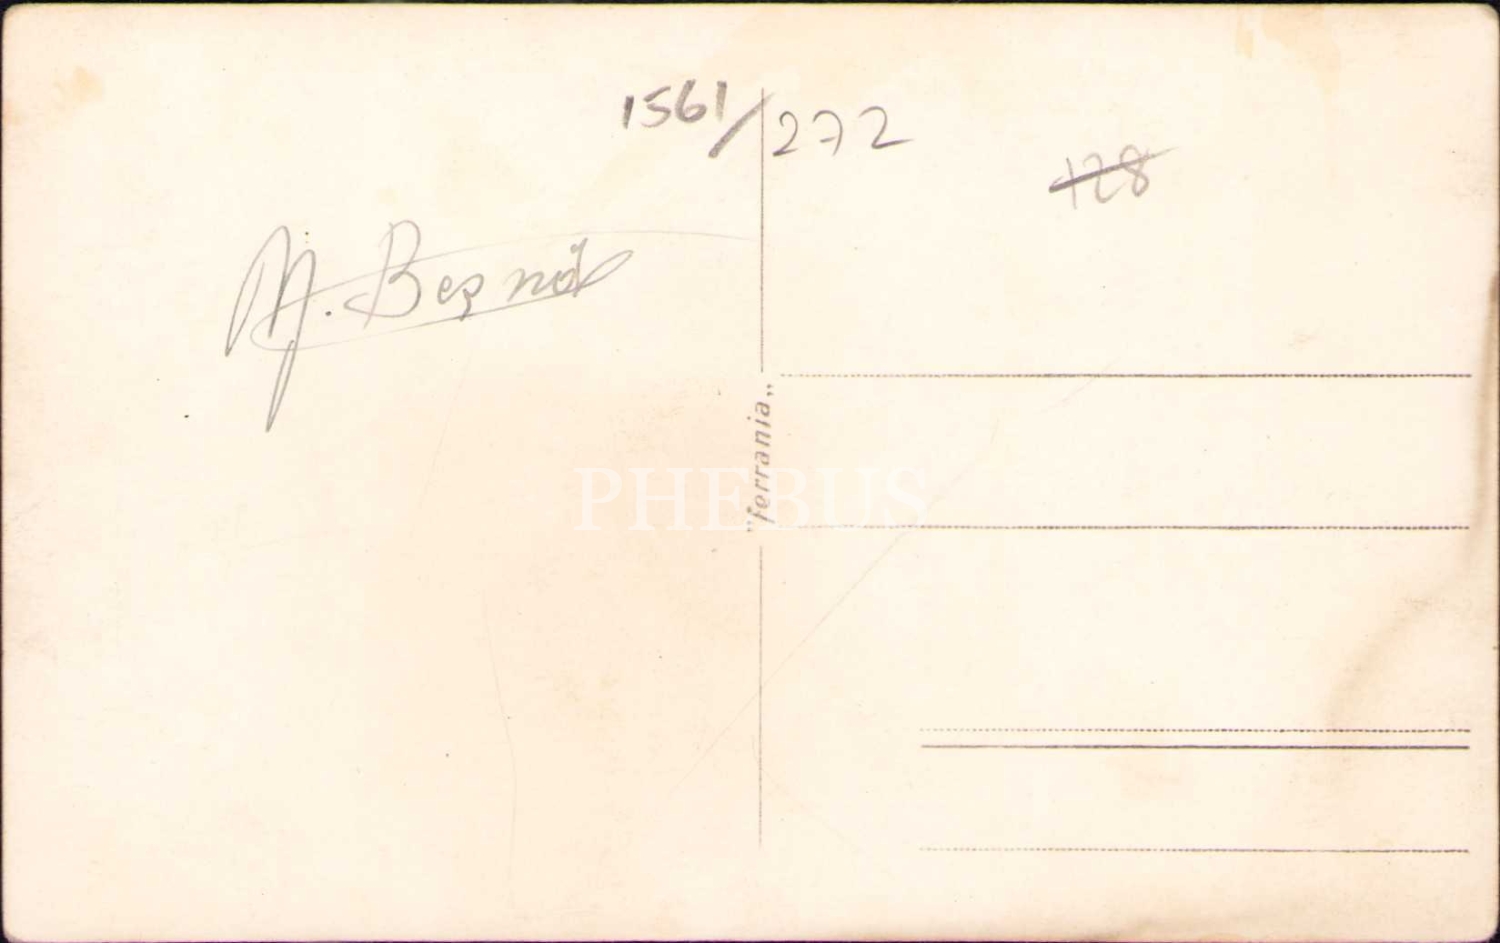 1561/272
128
M.
"ferrania"
PHEBUS